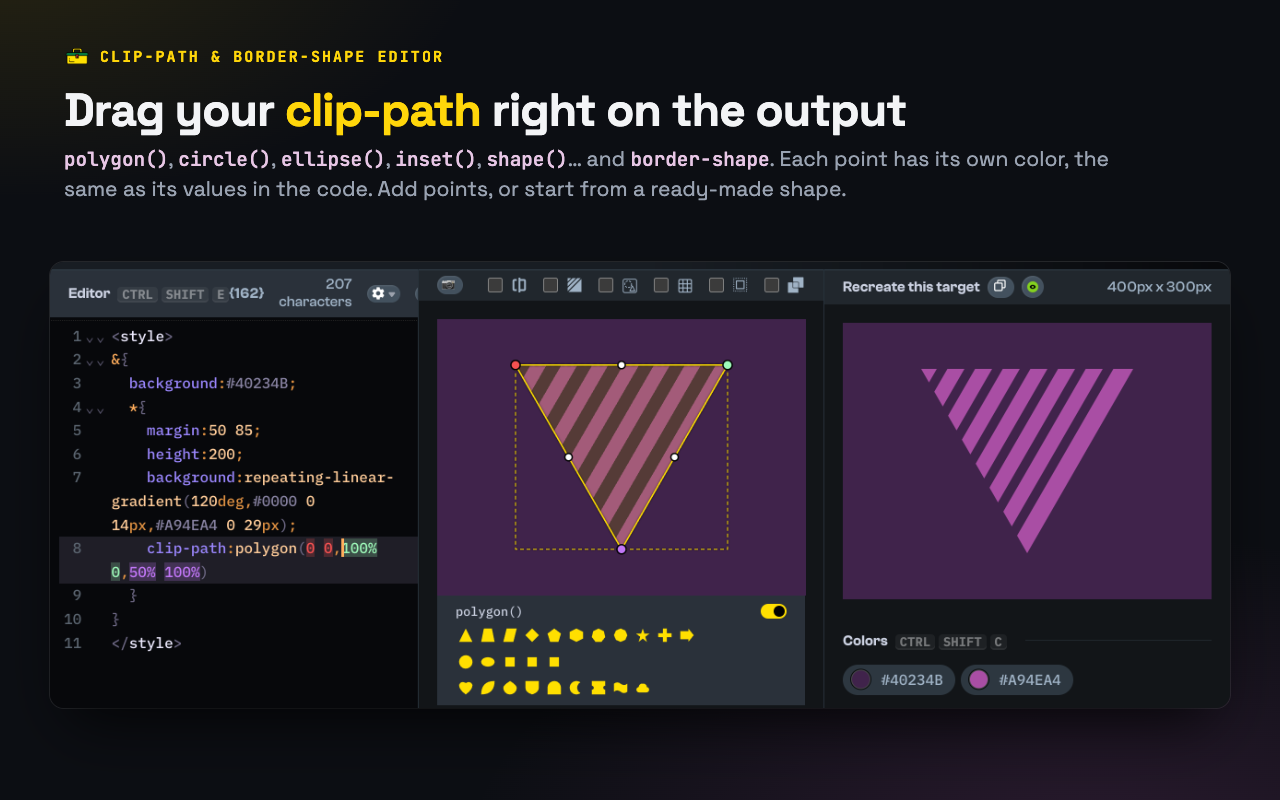 CLIP-PATH & BORDER-SHAPE EDITOR
Drag your clip-path right on the output
polygon(), circle(), ellipse(), inset(), shape()… and border-shape. Each point has its own color, the
same as its values in the code. Add points, or start from a ready-made shape.
Editor CTRL SHIFT E {162} 207 characters
1 <style>
2 &{
3 background:#40234B;
4 *{
5 margin:50 85;
6 height:200;
7 background:repeating-linear-
gradient(120deg,#0000 0
14px,#A94EA4 0 29px);
8 clip-path:polygon(0 0,100%
0,50% 100%)
9 }
10 }
11 </style>
polygon()
Recreate this target 400px x 300px
Colors CTRL SHIFT C
#40234B #A94EA4